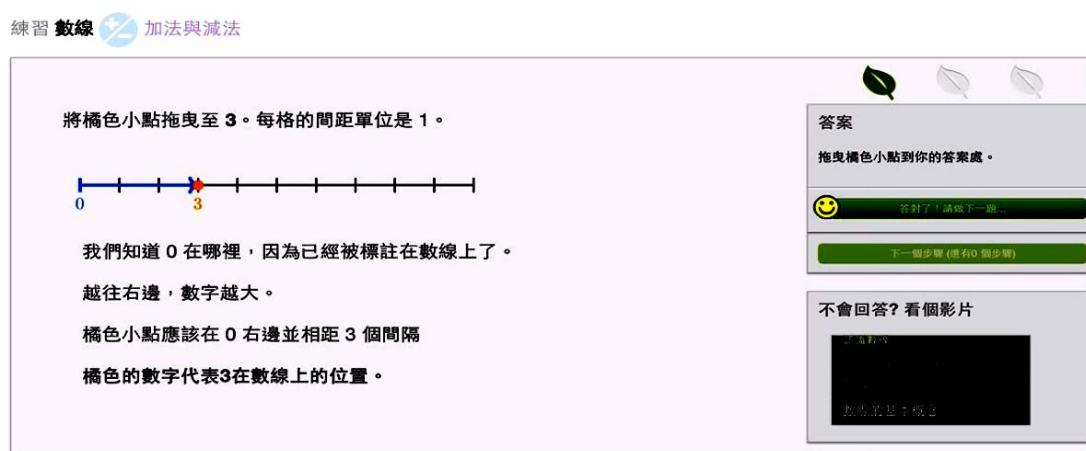 練習 數線 加法與減法
將橘色小點拖曳至 3。每格的間距單位是 1。
0 3
我們知道 0 在哪裡，因為已經被標註在數線上了。
越往右邊，數字越大。
橘色小點應該在 0 右邊並相距 3 個間隔
橘色的數字代表3在數線上的位置。
答案
拖曳橘色小點到你的答案處。
答對了！請做下一題...
下一個步驟 (還有0 個步驟)
不會回答? 看個影片